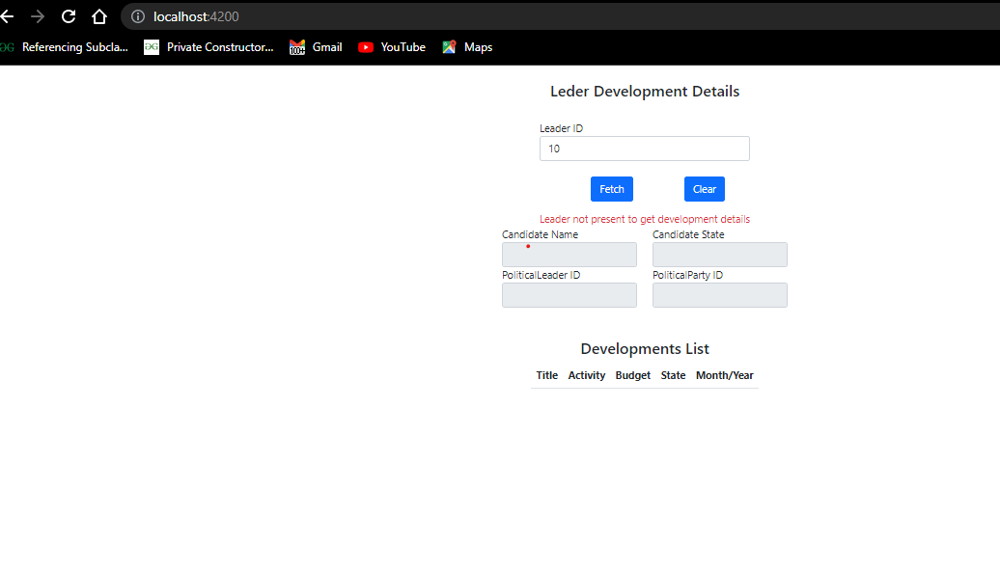 localhost:4200
Referencing Subcla... Private Constructor... 100+ Gmail YouTube Maps
Leder Development Details
Leader ID
10
Fetch Clear
Leader not present to get development details
Candidate Name Candidate State
PoliticalLeader ID PoliticalParty ID
Developments List
Title Activity Budget State Month/Year